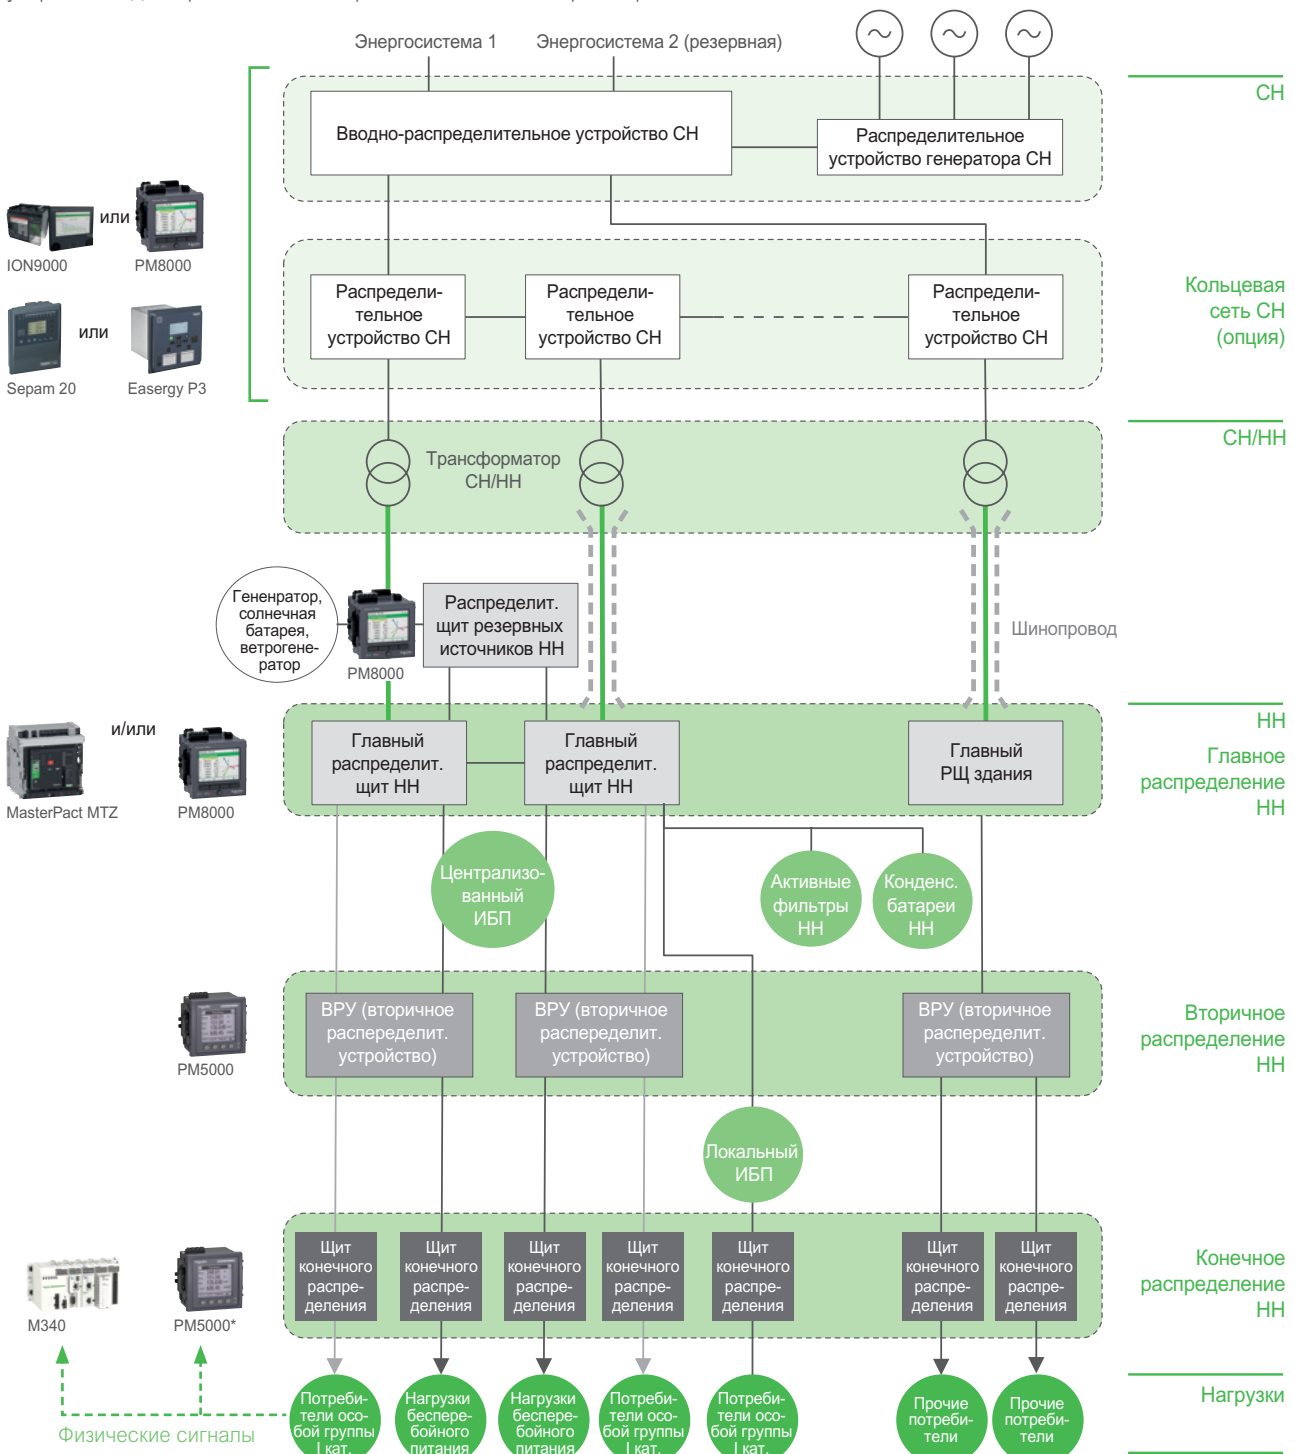 Энергосистема 1
Энергосистема 2 (резервная)
СН
Вводно-распределительное устройство СН
Распределительное
устройство генератора СН
или
ION9000
PM8000
Распредели-
тельное
устройство СН
Распредели-
тельное
устройство СН
Распредели-
тельное
устройство СН
Кольцевая
сеть СН
(опция)
или
Sepam 20
Easergy P3
СН/НН
Трансформатор
СН/НН
Гененратор,
солнечная
батарея,
ветрогене-
ратор
PM8000
Распределит.
щит резервных
источников НН
Шинопровод
и/или
MasterPact MTZ
PM8000
Главный
распределит.
щит НН
Главный
распределит.
щит НН
Главный
РЩ здания
НН
Главное
распределение
НН
Централизо-
ванный
ИБП
Активные
фильтры
НН
Конденс.
батареи
НН
PM5000
ВРУ (вторичное
распеределит.
устройство)
ВРУ (вторичное
распеределит.
устройство)
ВРУ (вторичное
распеределит.
устройство)
Вторичное
распределение
НН
Локальный
ИБП
M340
PM5000*
Щит
конечного
распре-
деления
Щит
конечного
распре-
деления
Щит
конечного
распре-
деления
Щит
конечного
распре-
деления
Щит
конечного
распре-
деления
Щит
конечного
распре-
деления
Щит
конечного
распре-
деления
Конечное
распределение
НН
Физические сигналы
Потреби-
тели осо-
бой группы
I кат.
Нагрузки
беспере-
бойного
питания
Нагрузки
беспере-
бойного
питания
Потреби-
тели осо-
бой группы
I кат.
Потреби-
тели осо-
бой группы
I кат.
Прочие
потреби-
тели
Прочие
потреби-
тели
Нагрузки